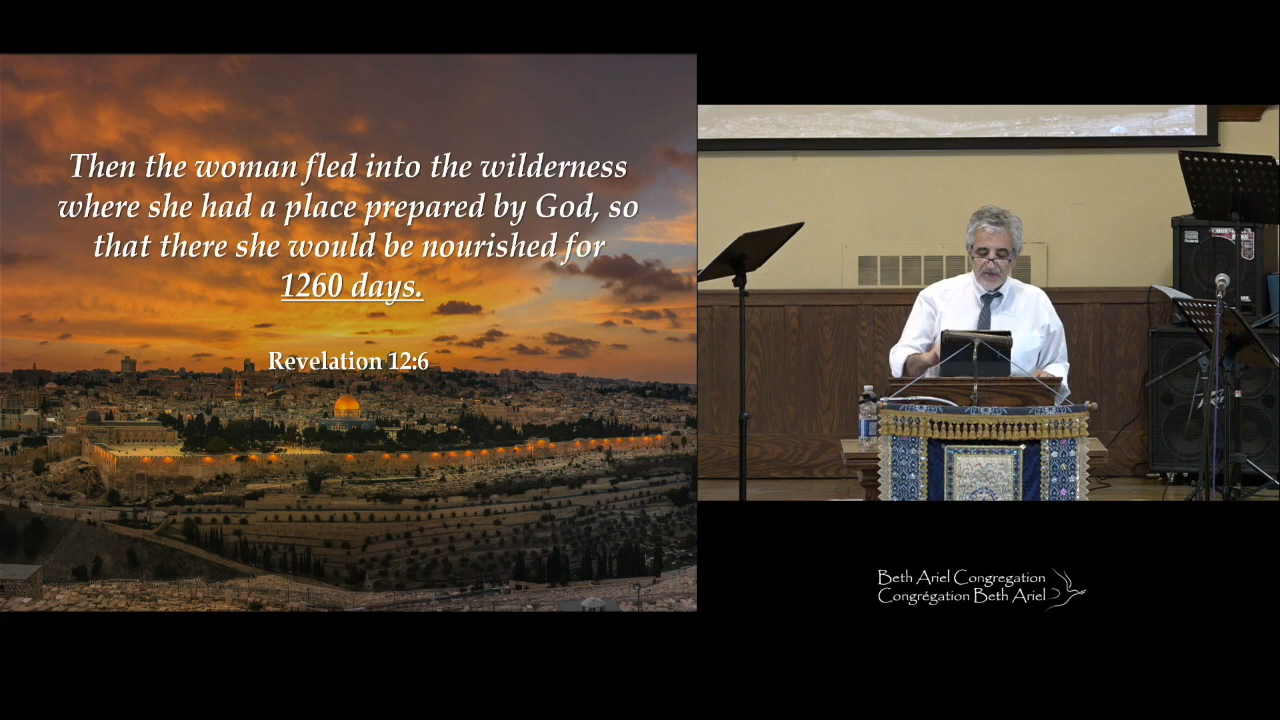 Then the woman fled into the wilderness
where she had a place prepared by God, so
that there she would be nourished for
1260 days.
Revelation 12:6
Roland
Beth Ariel Congregation
Congrégation Beth Ariel